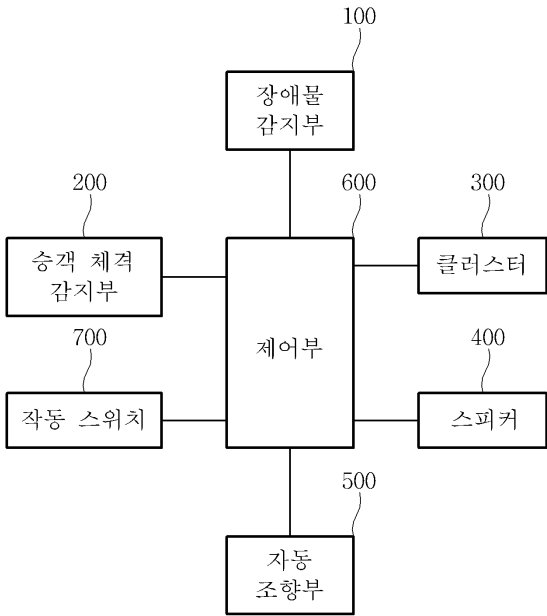 100
장애물
감지부
200
600
300
승객 체격
감지부
클러스터
제어부
700
400
작동 스위치
스피커
500
자동
조향부